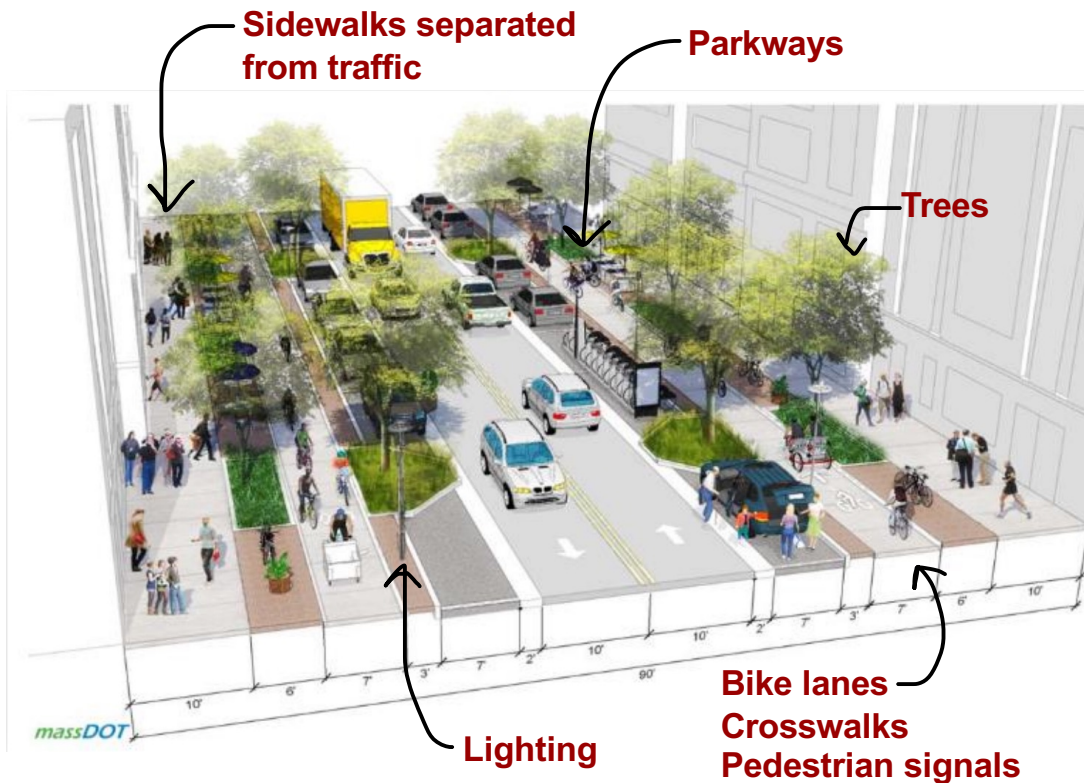 Sidewalks separated
from traffic
Parkways
Trees
10'
6'
7'
3'
7'
2'
10'
10'
2'
7'
3'
7'
6'
10'
90'
massDOT
Lighting
Bike lanes
Crosswalks
Pedestrian signals